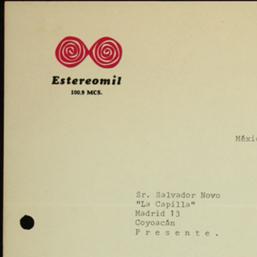 Estereomil
100.9 MCS.
Méxic
Sr. Salvador Novo
"La Capilla"
Madrid 13
Coyoacán
P r e s e n t e .